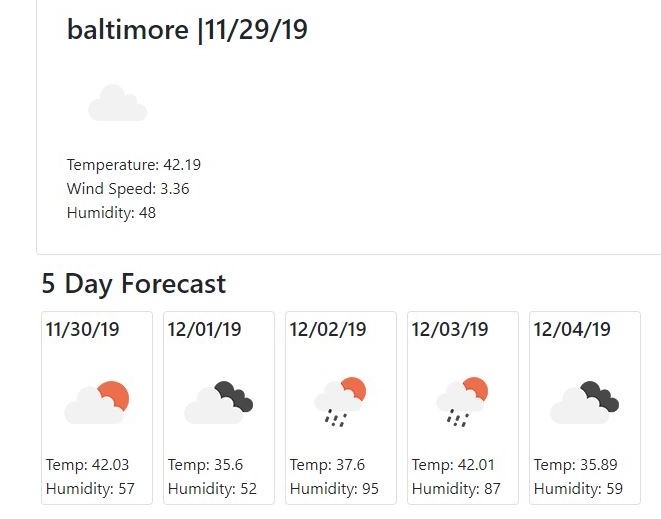 baltimore |11/29/19
Temperature: 42.19
Wind Speed: 3.36
Humidity: 48
5 Day Forecast
11/30/19
Temp: 42.03
Humidity: 57
12/01/19
Temp: 35.6
Humidity: 52
12/02/19
Temp: 37.6
Humidity: 95
12/03/19
Temp: 42.01
Humidity: 87
12/04/19
Temp: 35.89
Humidity: 59